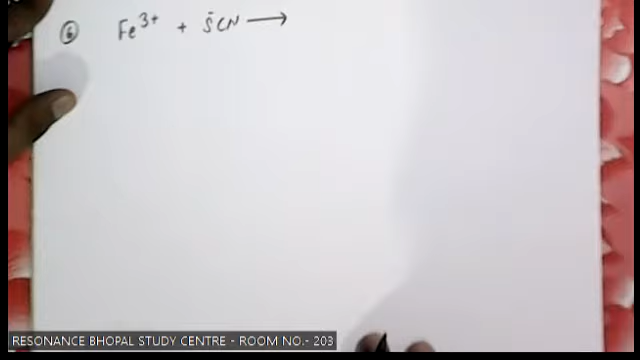 ⑥ Fe³⁺ + S̄CN ⟶
RESONANCE BHOPAL STUDY CENTRE - ROOM NO.- 203